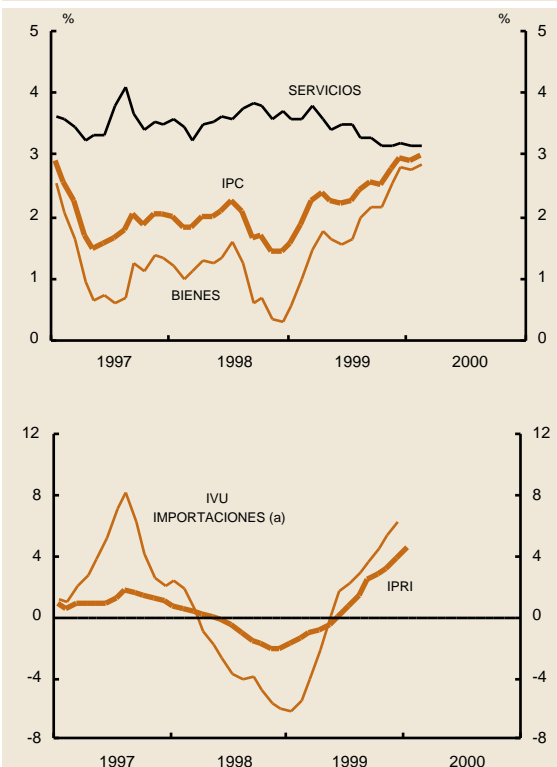 % %
5 5
SERVICIOS
4 4
3 3
IPC
2 2
1 1
BIENES
0 0
1997 1998 1999 2000
12 12
IVU
IMPORTACIONES (a)
8 8
4 4
IPRI
0 0
-4 -4
-8 -8
1997 1998 1999 2000